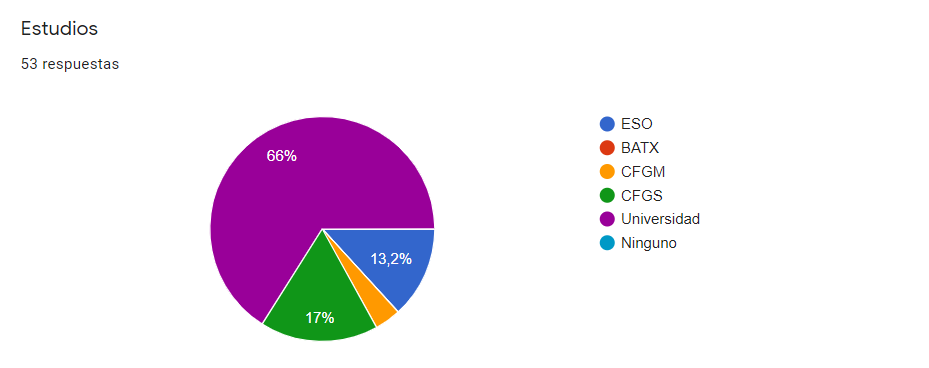 Estudios
53 respuestas
66%
13,2%
17%
ESO
BATX
CFGM
CFGS
Universidad
Ninguno